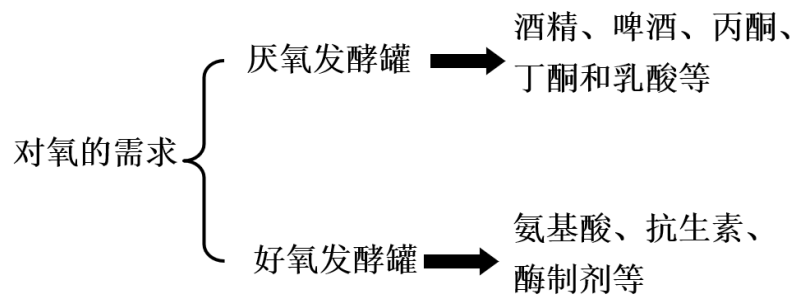 对氧的需求
厌氧发酵罐
酒精、啤酒、丙酮、
丁酮和乳酸等
好氧发酵罐
氨基酸、抗生素、
酶制剂等